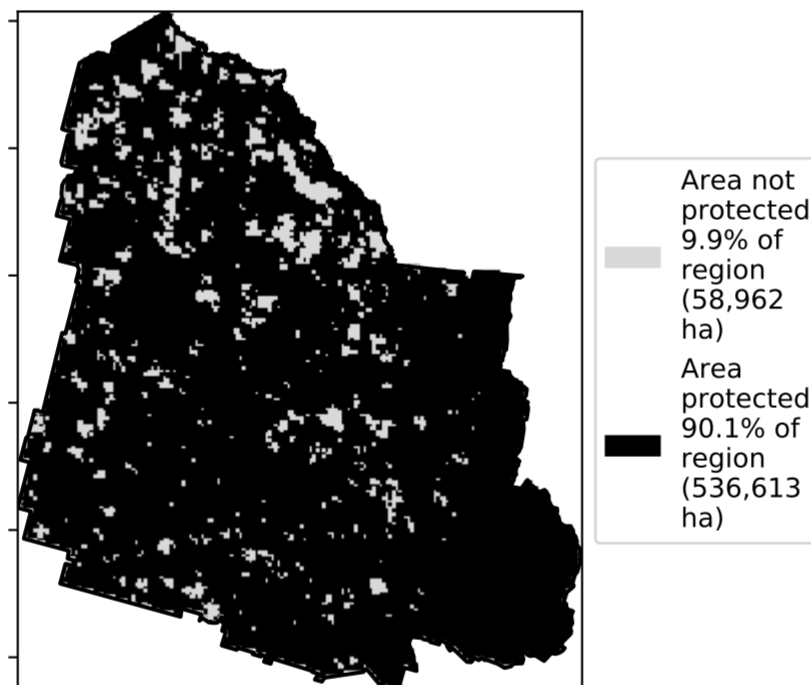 Area not
protected
9.9% of
region
(58,962
ha)
Area
protected
90.1% of
region
(536,613
ha)